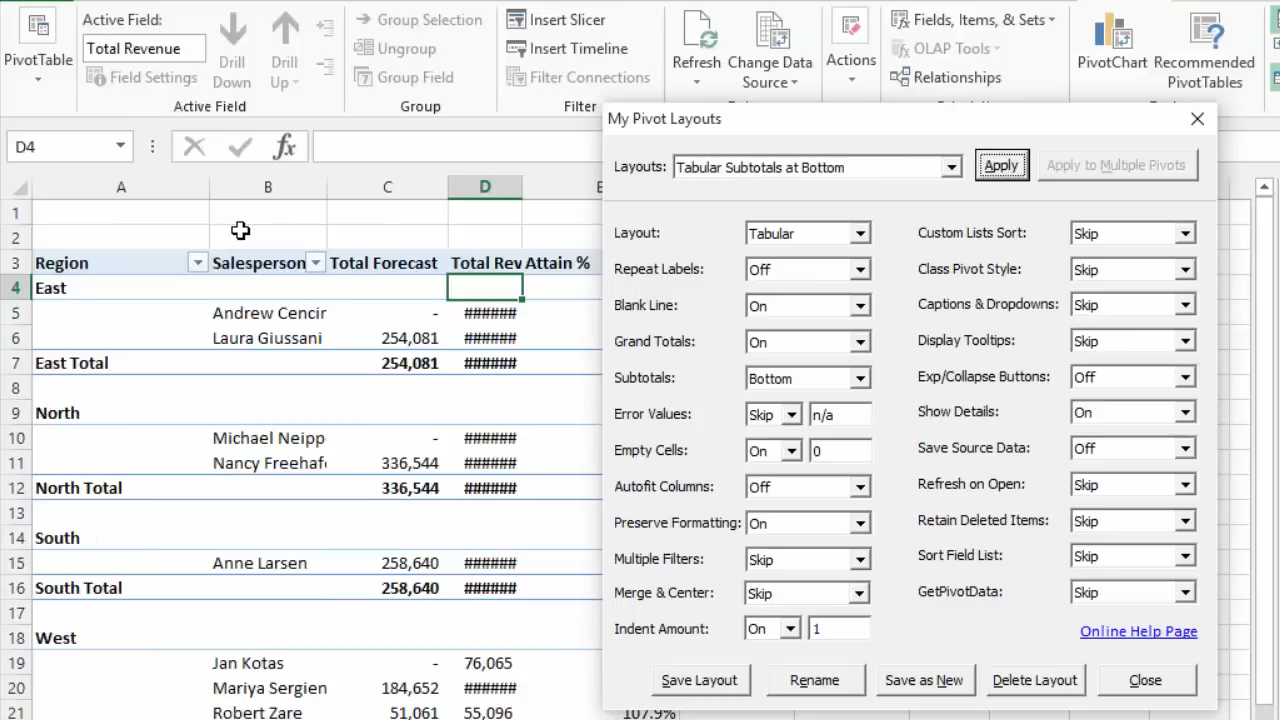 PivotTable
Active Field:
Total Revenue
Field Settings
Drill Down
Drill Up
Active Field
Group Selection
Ungroup
Group Field
Group
Insert Slicer
Insert Timeline
Filter Connections
Filter
Refresh
Change Data Source
Actions
Fields, Items, & Sets
OLAP Tools
Relationships
PivotChart
Recommended PivotTables
D4
fx
My Pivot Layouts
Layouts: Tabular Subtotals at Bottom Apply Apply to Multiple Pivots
Layout: Tabular
Repeat Labels: Off
Blank Line: On
Grand Totals: On
Subtotals: Bottom
Error Values: Skip n/a
Empty Cells: On 0
Autofit Columns: Off
Preserve Formatting: On
Multiple Filters: Skip
Merge & Center: Skip
Indent Amount: On 1
Custom Lists Sort: Skip
Class Pivot Style: Skip
Captions & Dropdowns: Skip
Display Tooltips: Skip
Exp/Collapse Buttons: Off
Show Details: On
Save Source Data: Off
Refresh on Open: Skip
Retain Deleted Items: Skip
Sort Field List: Skip
GetPivotData: Skip
Online Help Page
Save Layout Rename Save as New Delete Layout Close
A B C D E
1
2
3 Region Salesperson Total Forecast Total Rev Attain %
4 East
5 Andrew Cencir - ######
6 Laura Giussani 254,081 ######
7 East Total 254,081 ######
8
9 North
10 Michael Neipp - ######
11 Nancy Freehafe 336,544 ######
12 North Total 336,544 ######
13
14 South
15 Anne Larsen 258,640 ######
16 South Total 258,640 ######
17
18 West
19 Jan Kotas - 76,065
20 Mariya Sergien 184,652 ######
21 Robert Zare 51,061 55,096 107.9%